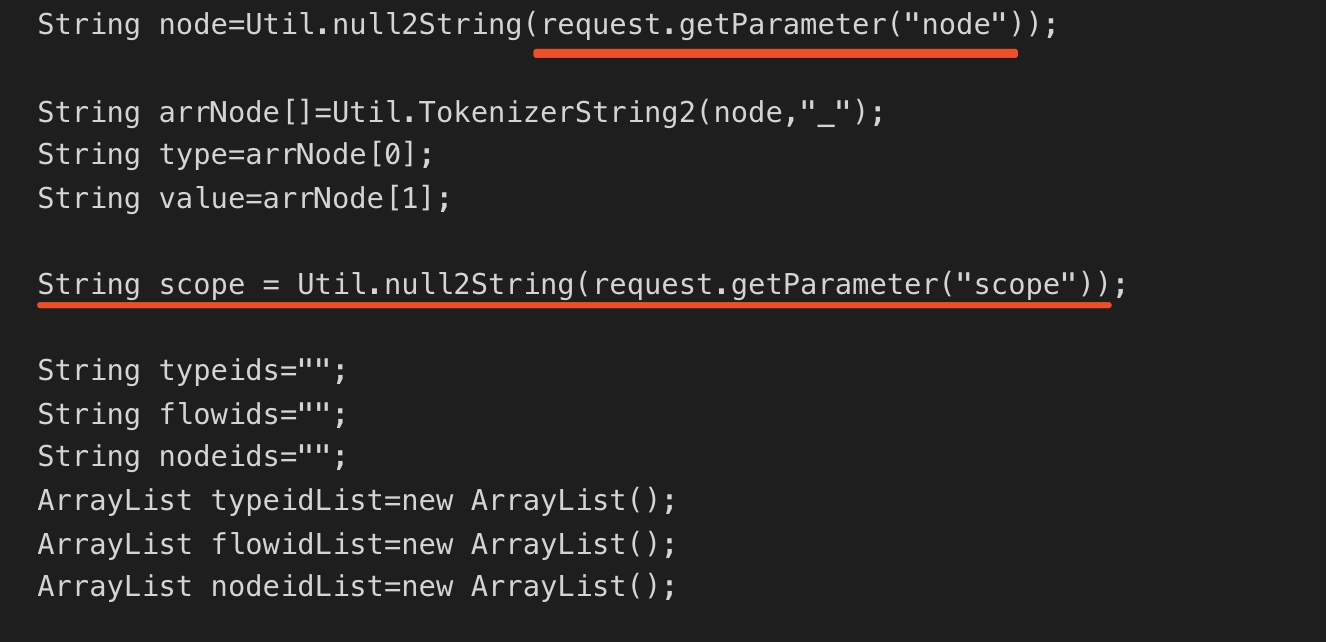 String node=Util.null2String(request.getParameter("node"));
String arrNode[]=Util.TokenizerString2(node,"_");
String type=arrNode[0];
String value=arrNode[1];
String scope = Util.null2String(request.getParameter("scope"));
String typeids="";
String flowids="";
String nodeids="";
ArrayList typeidList=new ArrayList();
ArrayList flowidList=new ArrayList();
ArrayList nodeidList=new ArrayList();